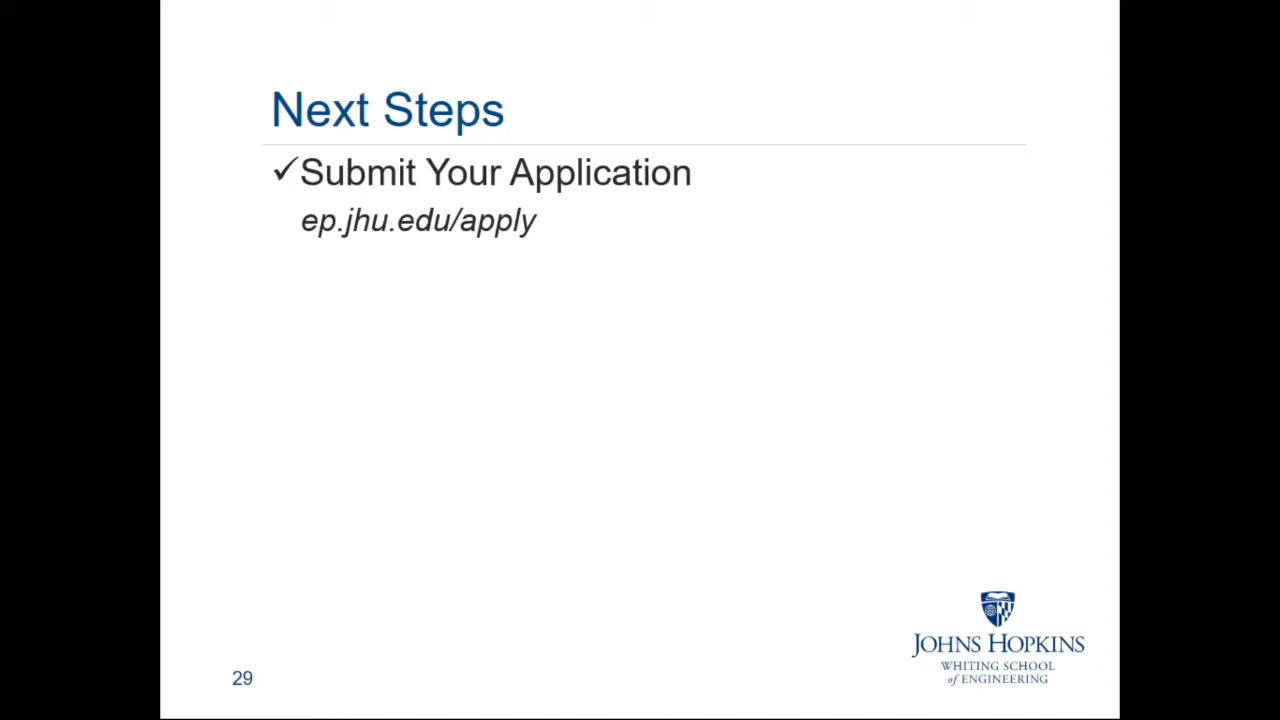 Next Steps
✓Submit Your Application
ep.jhu.edu/apply
JOHNS HOPKINS
WHITING SCHOOL
of ENGINEERING
29